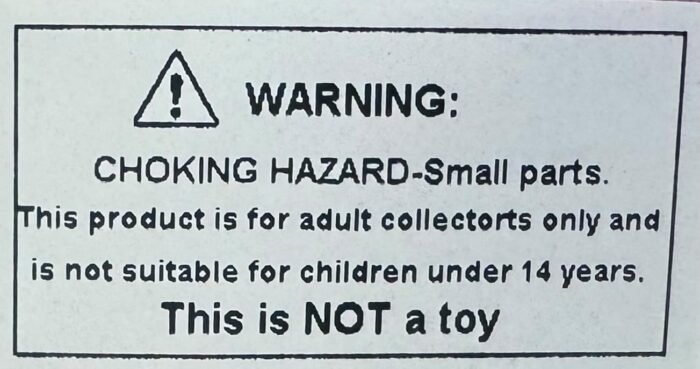 WARNING:
CHOKING HAZARD-Small parts.
This product is for adult collectorts only and
is not suitable for children under 14 years.
This is NOT a toy